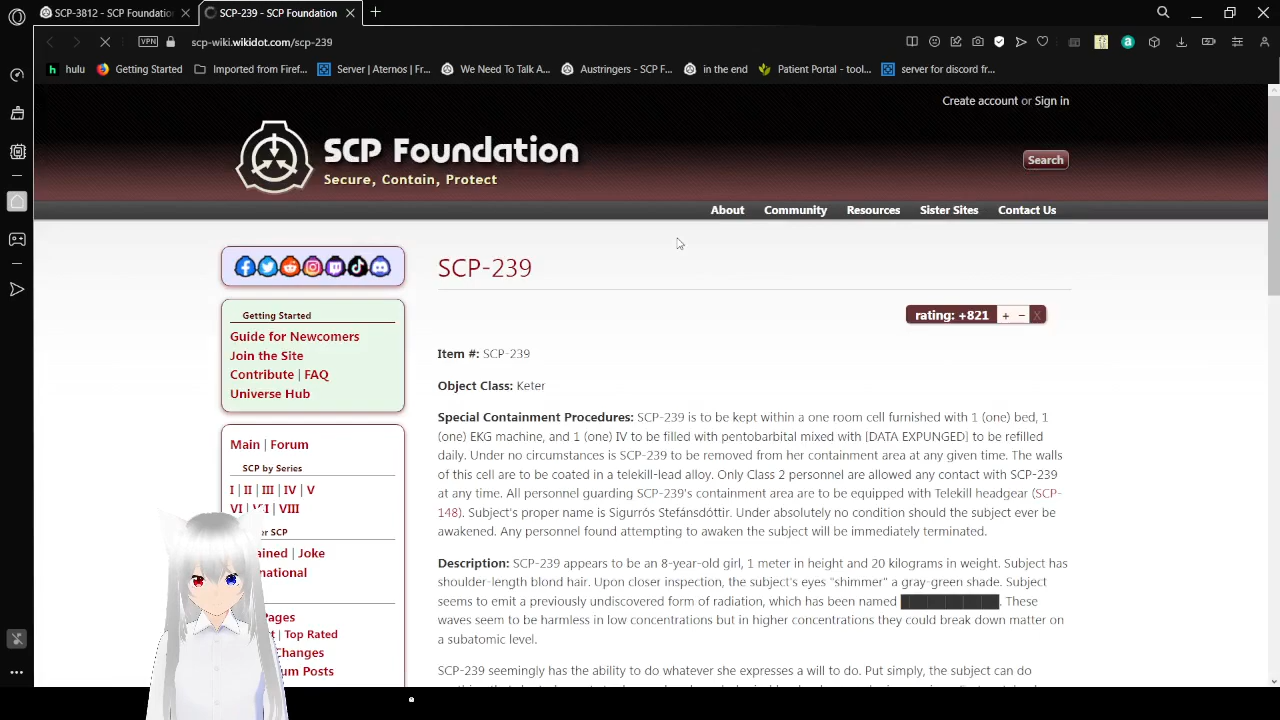 SCP-3812 - SCP Foundation
SCP-239 - SCP Foundation
VPN
scp-wiki.wikidot.com/scp-239
hulu
Getting Started
Imported from Firef...
Server | Aternos | Fr...
We Need To Talk A...
Austringers - SCP F...
in the end
Patient Portal - tool...
server for discord fr...
Create account or Sign in
SCP Foundation
Secure, Contain, Protect
Search
About
Community
Resources
Sister Sites
Contact Us
Getting Started
Guide for Newcomers
Join the Site
Contribute | FAQ
Universe Hub
Main | Forum
SCP by Series
I | II | III | IV | V
VI | VII | VIII
SCP
ained | Joke
national
Pages
t | Top Rated
Changes
um Posts
SCP-239
rating: +821 + − X
Item #: SCP-239
Object Class: Keter
Special Containment Procedures: SCP-239 is to be kept within a one room cell furnished with 1 (one) bed, 1
(one) EKG machine, and 1 (one) IV to be filled with pentobarbital mixed with [DATA EXPUNGED] to be refilled
daily. Under no circumstances is SCP-239 to be removed from her containment area at any given time. The walls
of this cell are to be coated in a telekill-lead alloy. Only Class 2 personnel are allowed any contact with SCP-239
at any time. All personnel guarding SCP-239's containment area are to be equipped with Telekill headgear (SCP-
148). Subject's proper name is Sigurrós Stefánsdóttir. Under absolutely no condition should the subject ever be
awakened. Any personnel found attempting to awaken the subject will be immediately terminated.
Description: SCP-239 appears to be an 8-year-old girl, 1 meter in height and 20 kilograms in weight. Subject has
shoulder-length blond hair. Upon closer inspection, the subject's eyes "shimmer" a gray-green shade. Subject
seems to emit a previously undiscovered form of radiation, which has been named ████████████. These
waves seem to be harmless in low concentrations but in higher concentrations they could break down matter on
a subatomic level.
SCP-239 seemingly has the ability to do whatever she expresses a will to do. Put simply, the subject can do